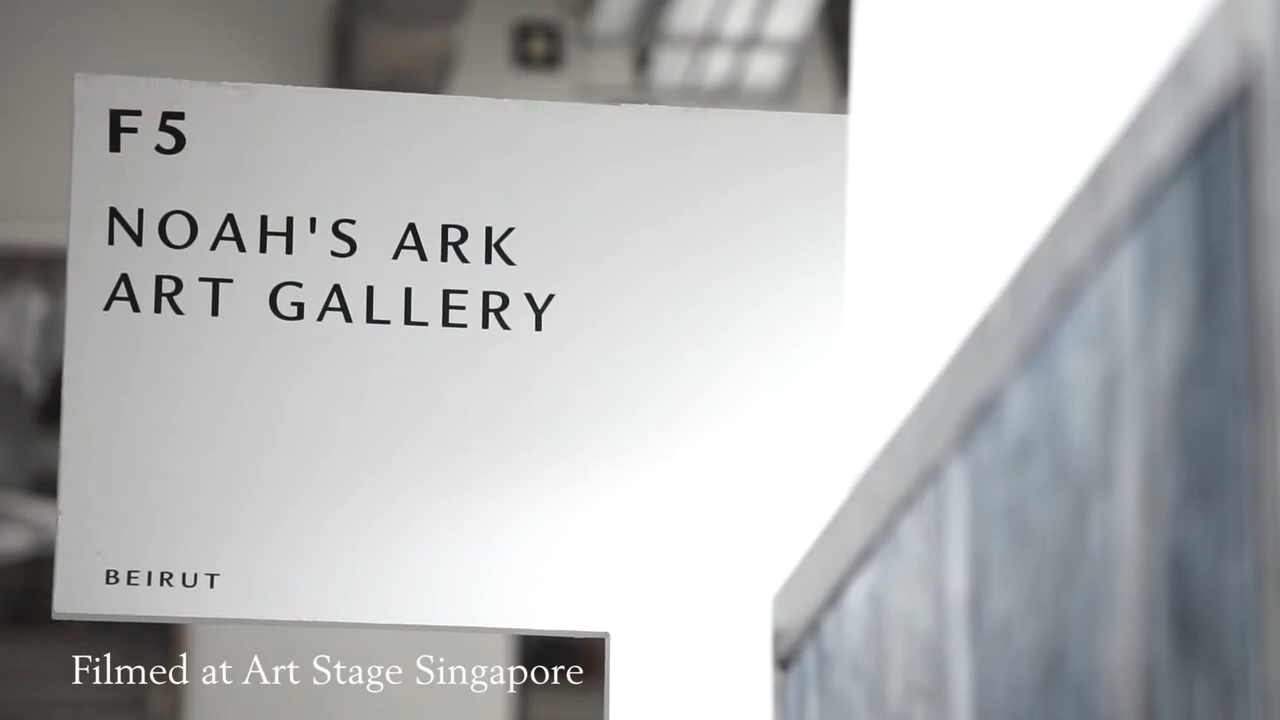 F5
NOAH'S ARK
ART GALLERY
BEIRUT
Filmed at Art Stage Singapore